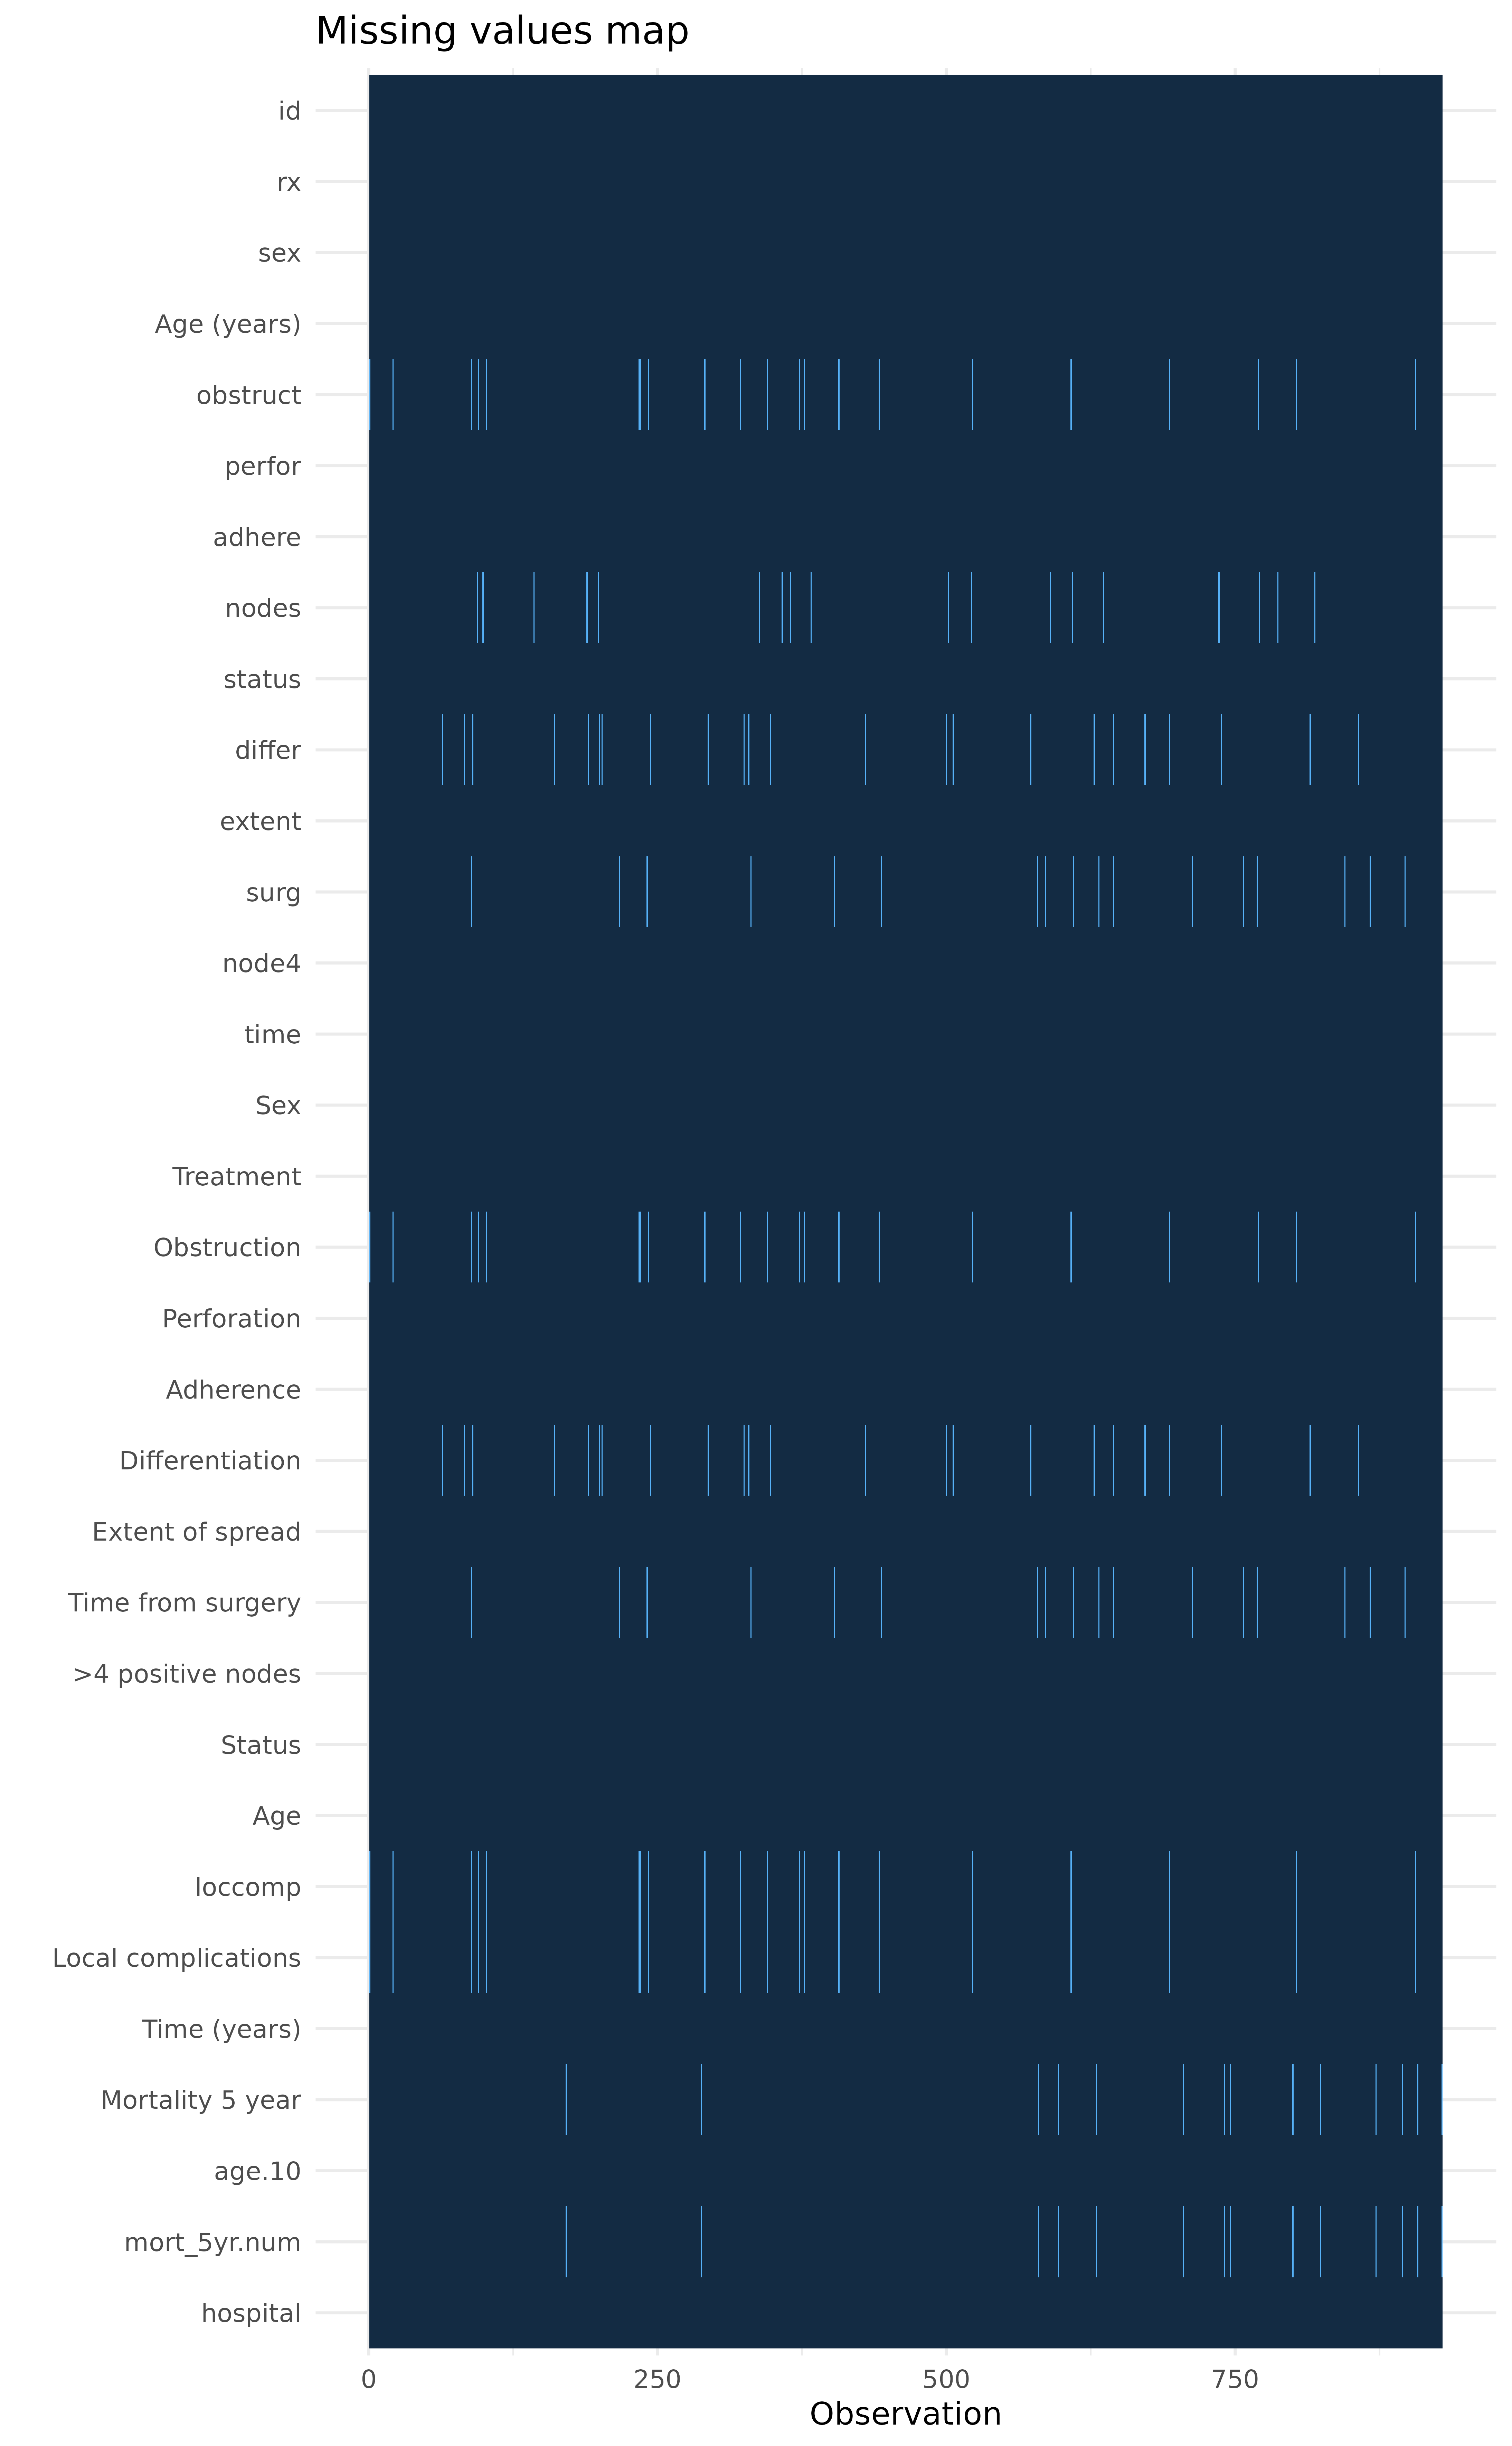 Missing values map
id
rx
sex
Age (years)
obstruct
perfor
adhere
nodes
status
differ
extent
surg
node4
time
Sex
Treatment
Obstruction
Perforation
Adherence
Differentiation
Extent of spread
Time from surgery
>4 positive nodes
Status
Age
loccomp
Local complications
Time (years)
Mortality 5 year
age.10
mort_5yr.num
hospital
0 250 500 750
Observation